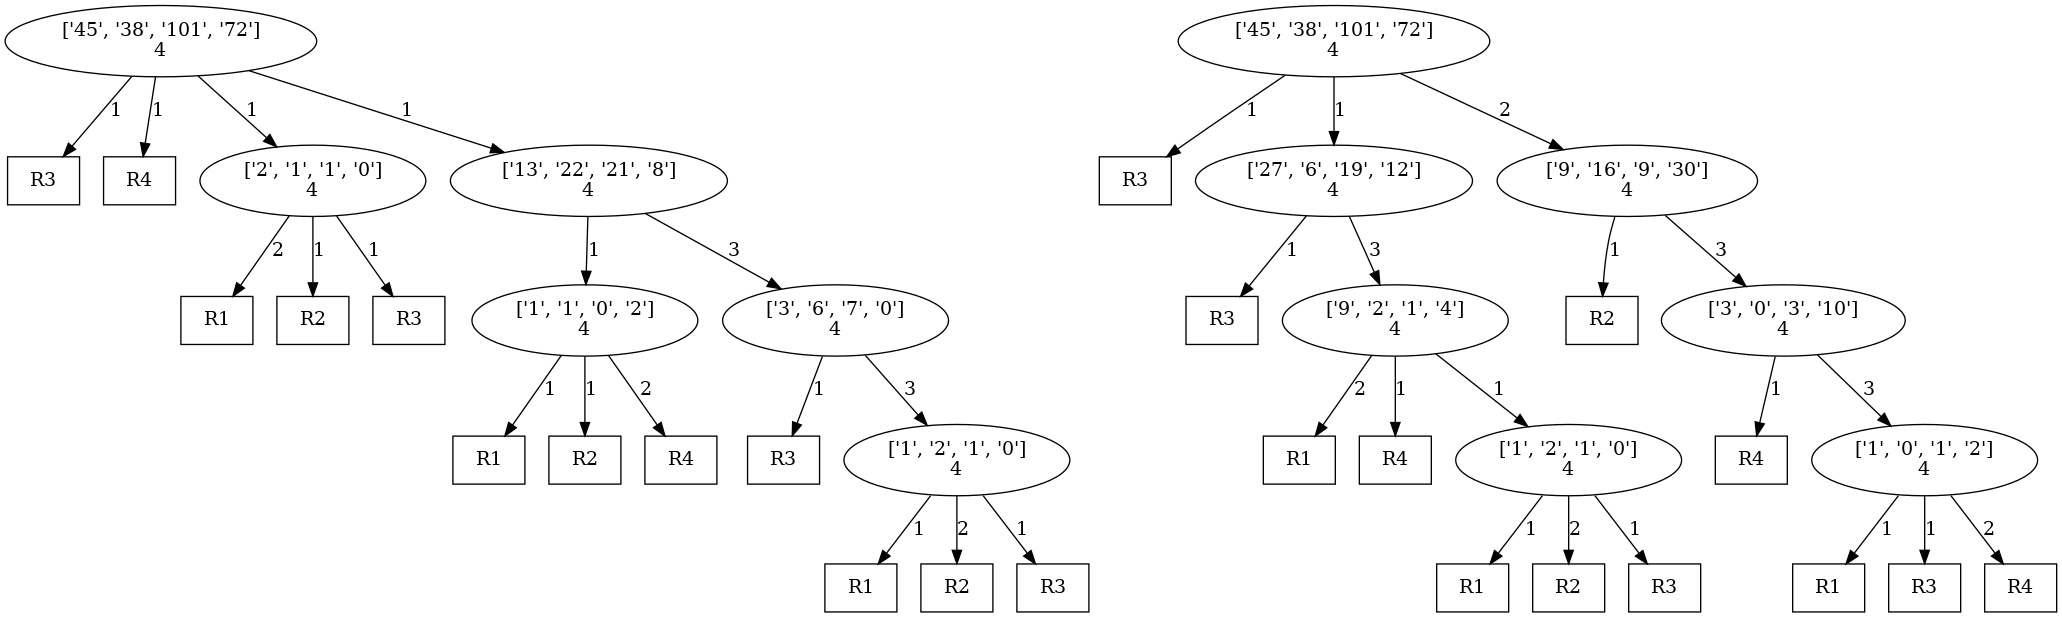 ['45', '38', '101', '72']
4
['45', '38', '101', '72']
4
1
1
1
1
1
1
2
R3
R4
['2', '1', '1', '0']
4
['13', '22', '21', '8']
4
R3
['27', '6', '19', '12']
4
['9', '16', '9', '30']
4
2
1
1
1
3
1
3
1
3
R1
R2
R3
['1', '1', '0', '2']
4
['3', '6', '7', '0']
4
R3
['9', '2', '1', '4']
4
R2
['3', '0', '3', '10']
4
1
1
2
1
3
2
1
1
1
3
R1
R2
R4
R3
['1', '2', '1', '0']
4
R1
R4
['1', '2', '1', '0']
4
R4
['1', '0', '1', '2']
4
1
2
1
1
2
1
1
1
2
R1
R2
R3
R1
R2
R3
R1
R3
R4